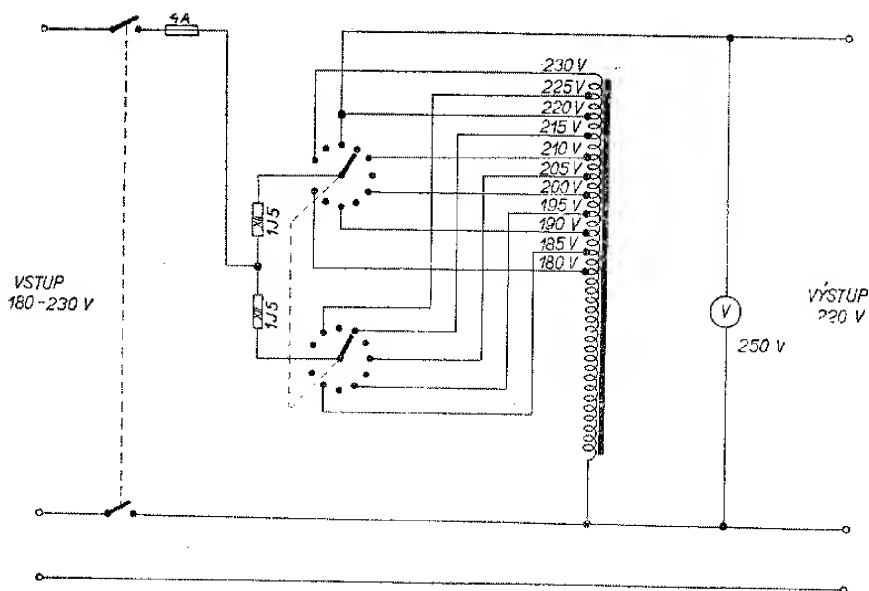 4A
230 V
225 V
220 V
215 V
210 V
205 V
200 V
195 V
190 V
185 V
180 V
1J5
1J5
VSTUP
180-230 V
V
250 V
VÝSTUP
220 V